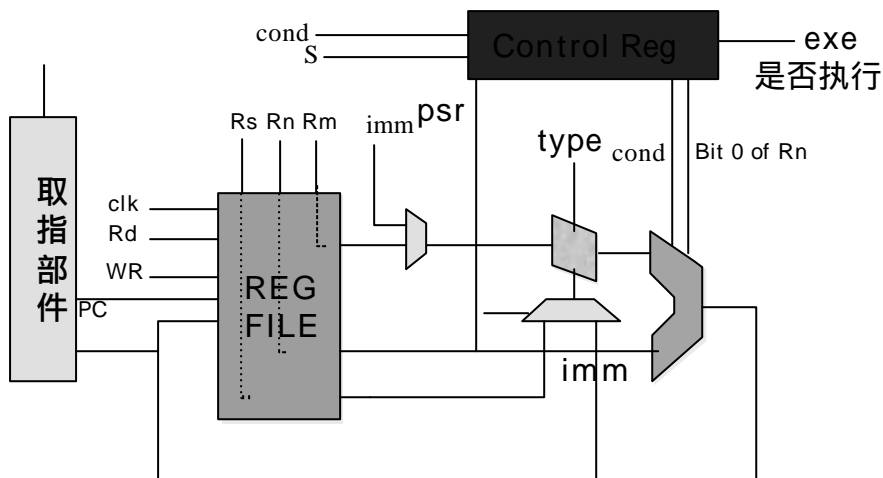 cond
S
Control Reg
exe
是否执行
Rs Rn Rm
imm
psr
type
cond
Bit 0 of Rn
取指部件
clk
Rd
WR
PC
REG
FILE
imm